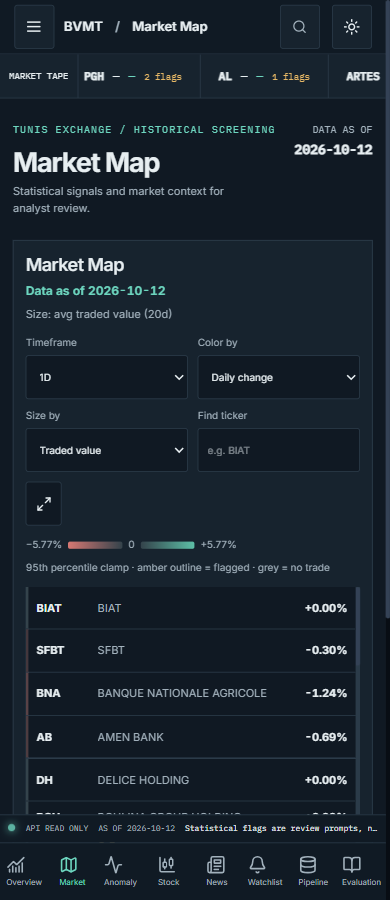 BVMT / Market Map
MARKET TAPE PGH — — 2 flags AL — — 1 flags ARTES
TUNIS EXCHANGE / HISTORICAL SCREENING
DATA AS OF
2026-10-12
Market Map
Statistical signals and market context for
analyst review.
Market Map
Data as of 2026-10-12
Size: avg traded value (20d)
Timeframe Color by
1D Daily change
Size by Find ticker
Traded value e.g. BIAT
−5.77% 0 +5.77%
95th percentile clamp · amber outline = flagged · grey = no trade
BIAT BIAT +0.00%
SFBT SFBT -0.30%
BNA BANQUE NATIONALE AGRICOLE -1.24%
AB AMEN BANK -0.69%
DH DELICE HOLDING +0.00%
API READ ONLY AS OF 2026-10-12 Statistical flags are review prompts, n…
Overview Market Anomaly Stock News Watchlist Pipeline Evaluation